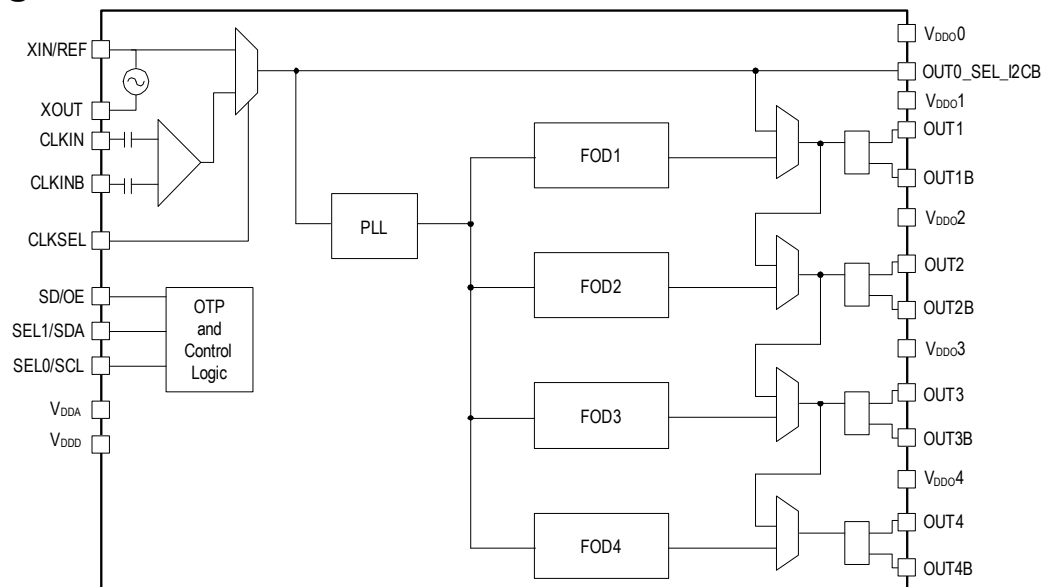 XIN/REF
XOUT
CLKIN
CLKINB
CLKSEL
SD/OE
SEL1/SDA
SEL0/SCL
VDDA
VDDD
OTP
and
Control
Logic
PLL
FOD1
FOD2
FOD3
FOD4
VDDO0
OUT0_SEL_I2CB
VDDO1
OUT1
OUT1B
VDDO2
OUT2
OUT2B
VDDO3
OUT3
OUT3B
VDDO4
OUT4
OUT4B